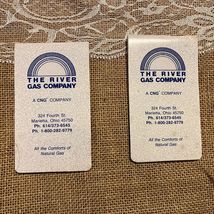 THE RIVER
GAS COMPANY
A CNG COMPANY
324 Fourth St.
Marietta, Ohio 45750
Ph. 614/373-6545
Ph. 1-800-282-9779
All the Comforts of
Natural Gas
THE RIVER
GAS COMPANY
A CNG COMPANY
324 Fourth St.
Marietta, Ohio 45750
Ph. 614/373-6545
Ph. 1-800-282-9779
All the Comforts of
Natural Gas